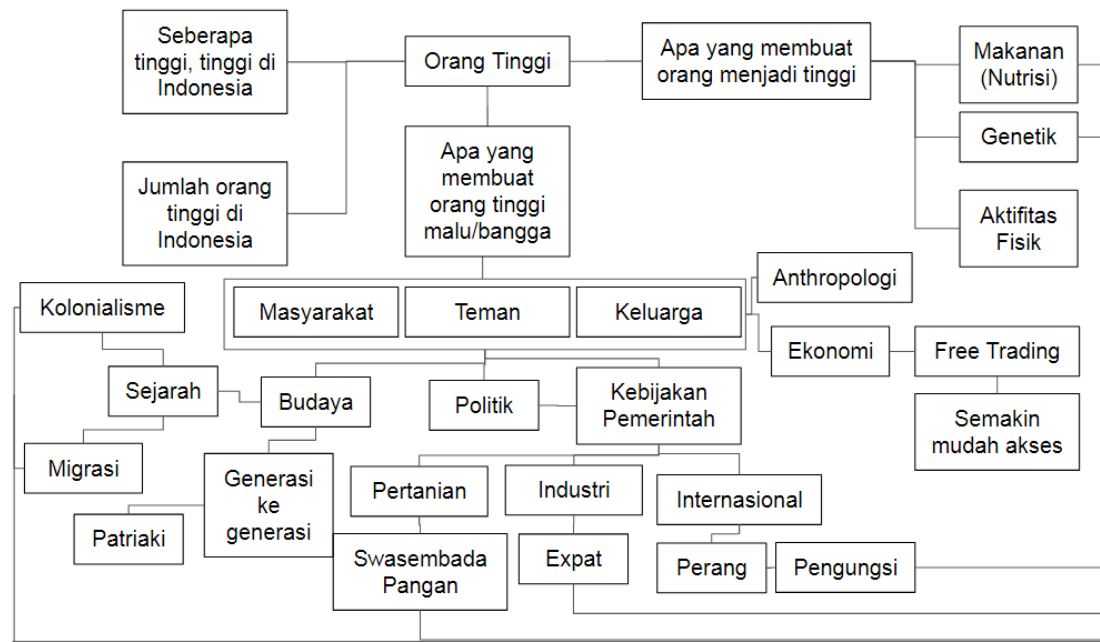 Seberapa
tinggi, tinggi di
Indonesia
Orang Tinggi
Apa yang membuat
orang menjadi tinggi
Makanan
(Nutrisi)
Genetik
Aktifitas
Fisik
Jumlah orang
tinggi di
Indonesia
Apa yang
membuat
orang tinggi
malu/bangga
Masyarakat
Teman
Keluarga
Anthropologi
Ekonomi
Free Trading
Semakin
mudah akses
Kolonialisme
Sejarah
Budaya
Politik
Kebijakan
Pemerintah
Migrasi
Generasi
ke
generasi
Patriaki
Pertanian
Industri
Internasional
Swasembada
Pangan
Expat
Perang
Pengungsi